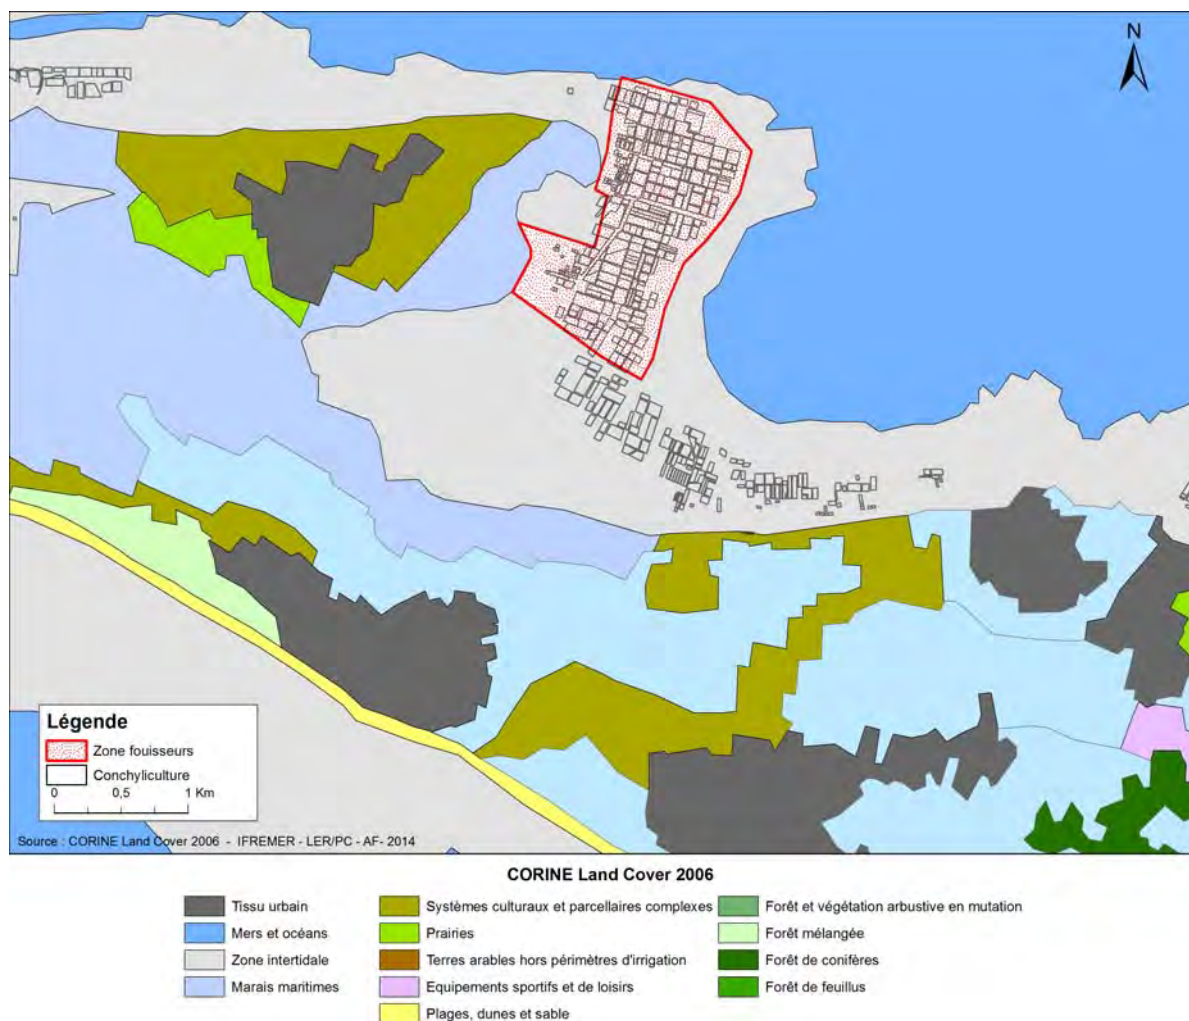 N
Légende
Zone fouisseurs
Conchyliculture
0 0,5 1 Km
Source : CORINE Land Cover 2006 - IFREMER - LER/PC - AF- 2014
CORINE Land Cover 2006
Tissu urbain
Mers et océans
Zone intertidale
Marais maritimes
Systèmes culturaux et parcellaires complexes
Prairies
Terres arables hors périmètres d'irrigation
Equipements sportifs et de loisirs
Plages, dunes et sable
Forêt et végétation arbustive en mutation
Forêt mélangée
Forêt de conifères
Forêt de feuillus